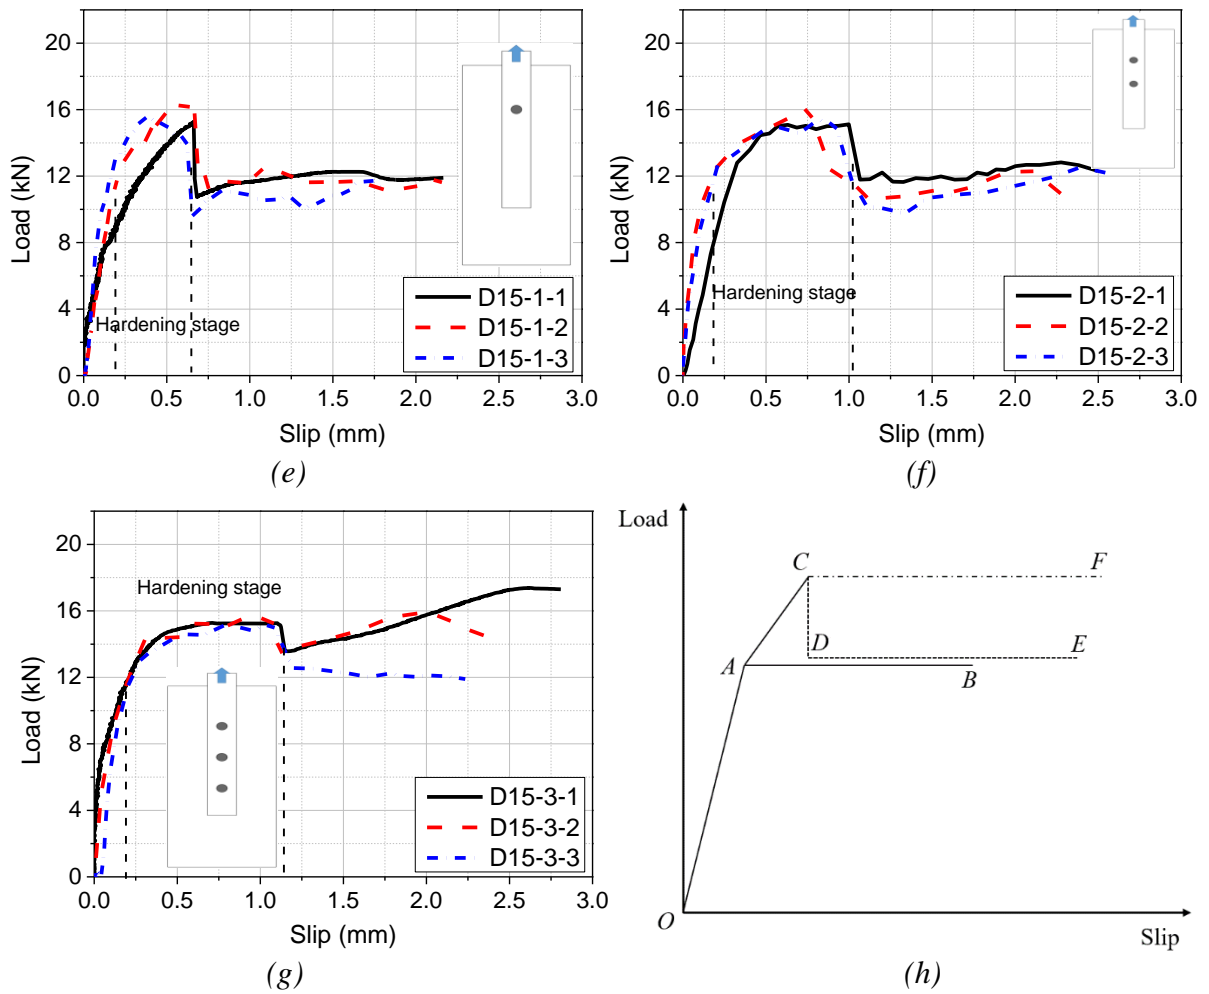 20
16
12
8
4
0
Load (kN)
Hardening stage
D15-1-1
D15-1-2
D15-1-3
0.0 0.5 1.0 1.5 2.0 2.5 3.0
Slip (mm)
(e)
20
16
12
8
4
0
Load (kN)
Hardening stage
D15-2-1
D15-2-2
D15-2-3
0.0 0.5 1.0 1.5 2.0 2.5 3.0
Slip (mm)
(f)
20
16
12
8
4
0
Load (kN)
Hardening stage
D15-3-1
D15-3-2
D15-3-3
0.0 0.5 1.0 1.5 2.0 2.5 3.0
Slip (mm)
(g)
Load
C F
D E
A B
O
Slip
(h)